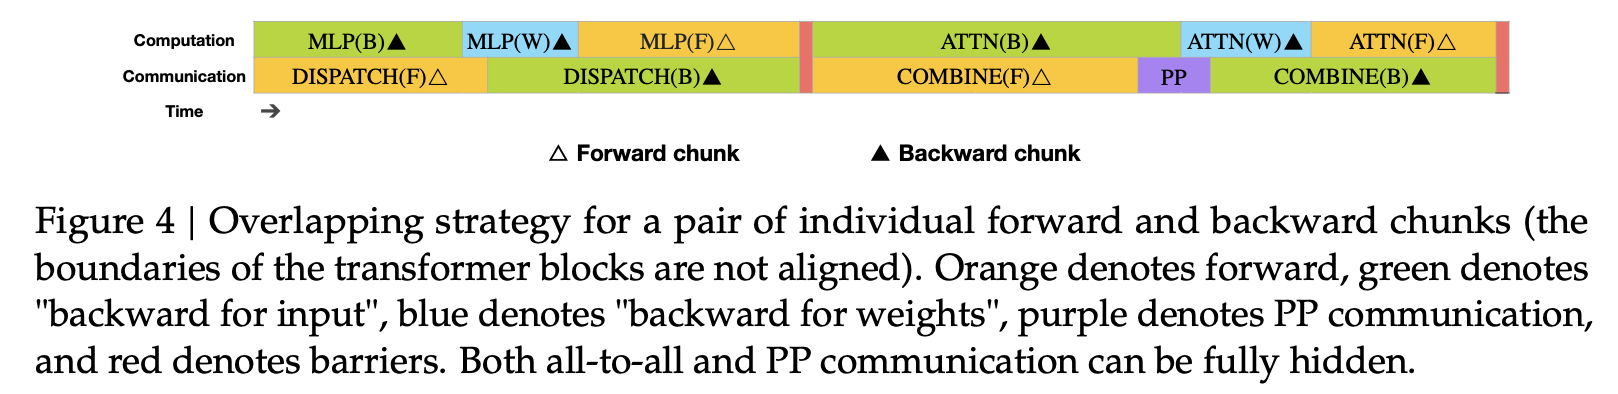 Computation MLP(B)▲ MLP(W)▲ MLP(F)△ ATTN(B)▲ ATTN(W)▲ ATTN(F)△
Communication DISPATCH(F)△ DISPATCH(B)▲ COMBINE(F)△ PP COMBINE(B)▲
Time →
△ Forward chunk ▲ Backward chunk
Figure 4 | Overlapping strategy for a pair of individual forward and backward chunks (the
boundaries of the transformer blocks are not aligned). Orange denotes forward, green denotes
"backward for input", blue denotes "backward for weights", purple denotes PP communication,
and red denotes barriers. Both all-to-all and PP communication can be fully hidden.